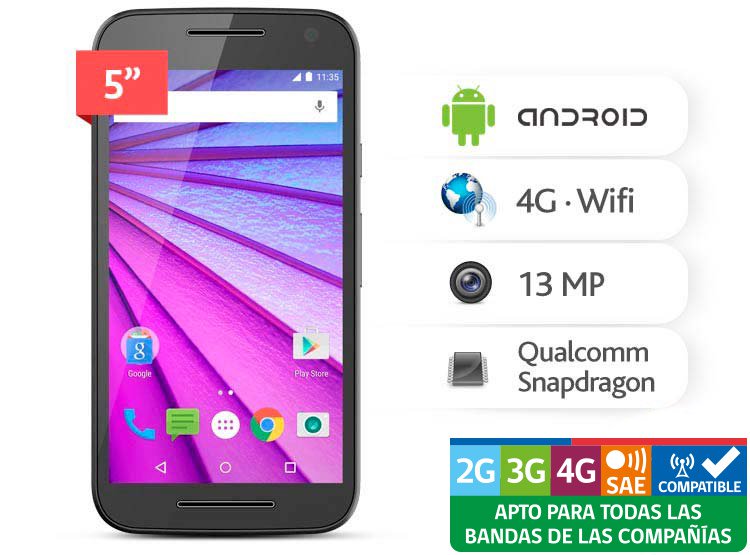 5”
11:35
Google
Play Store
ANDROID
4G · Wifi
13 MP
Qualcomm
Snapdragon
2G 3G 4G SAE COMPATIBLE
APTO PARA TODAS LAS
BANDAS DE LAS COMPAÑÍAS